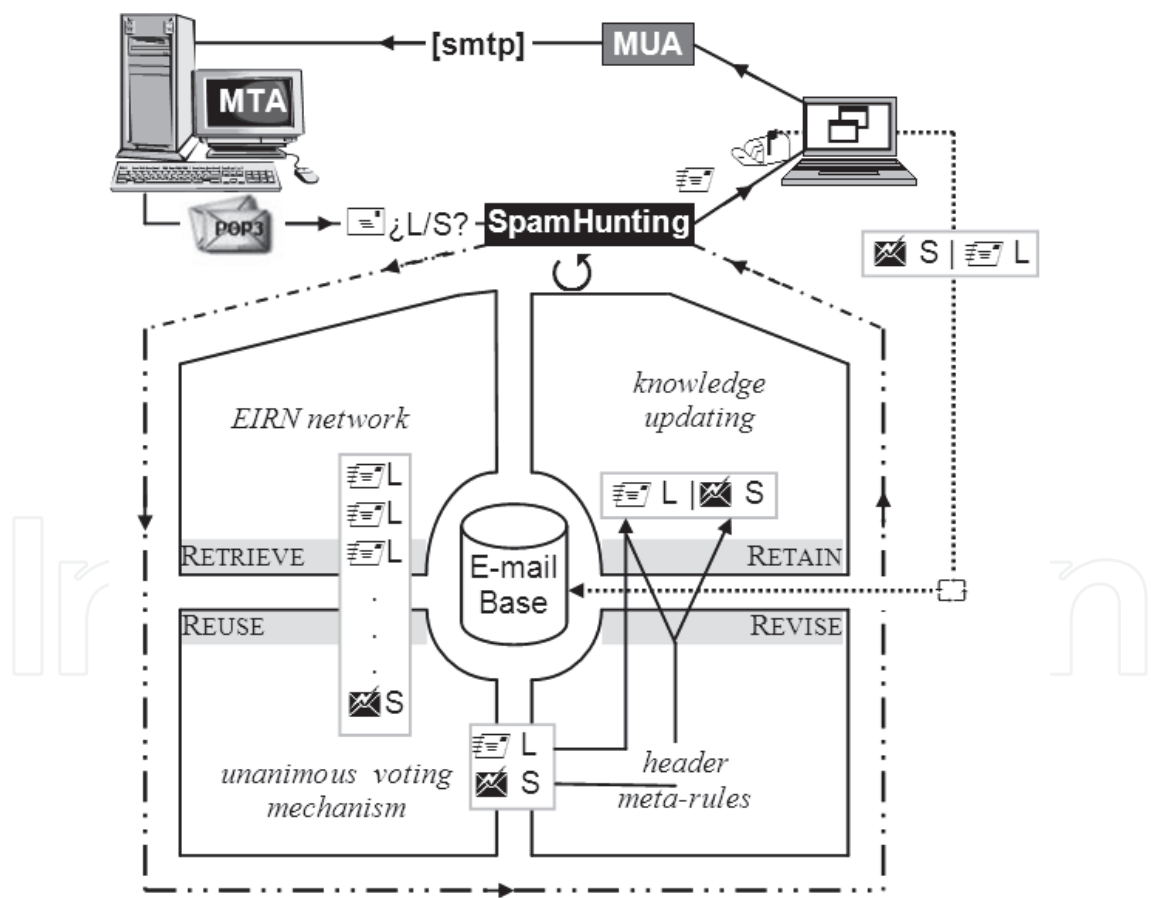 [smtp]
MUA
MTA
POP3
¿L/S?
SpamHunting
S | L
EIRN network
knowledge
updating
L
L
L
L | S
RETRIEVE
RETAIN
E-mail
Base
REUSE
REVISE
.
.
.
S
L
S
unanimous voting
mechanism
header
meta-rules